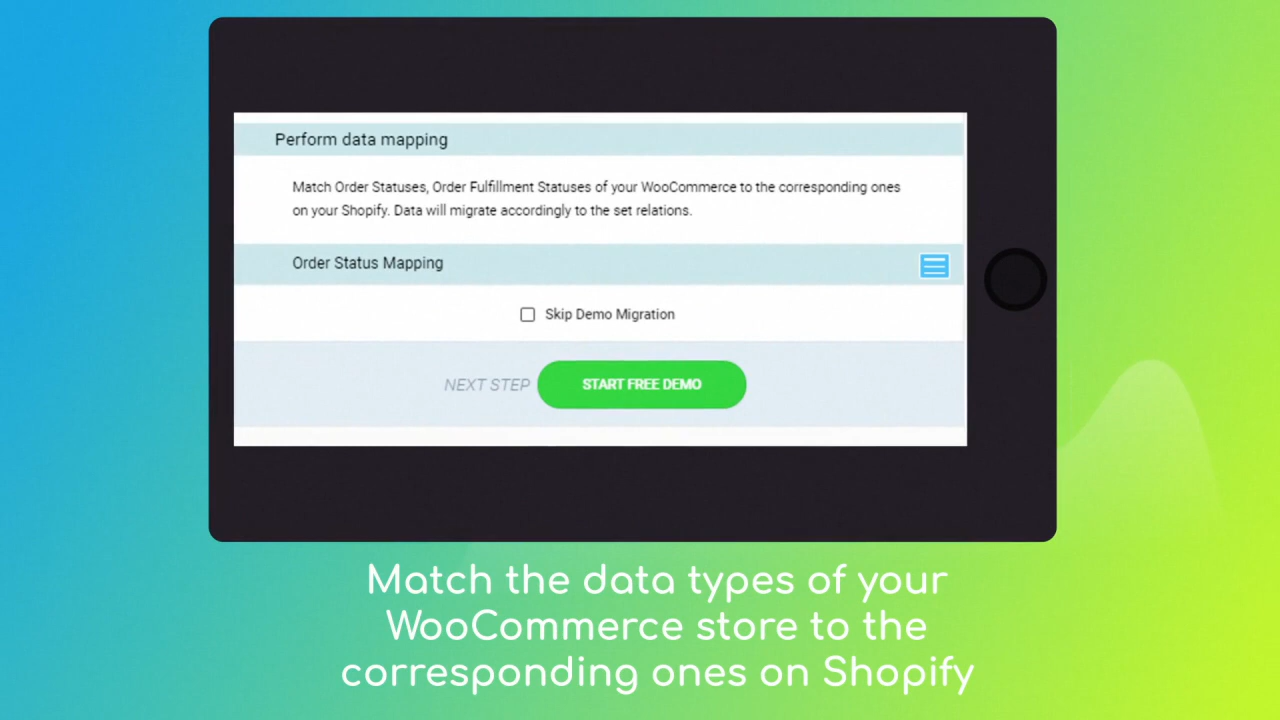 Perform data mapping
Match Order Statuses, Order Fulfillment Statuses of your WooCommerce to the corresponding ones
on your Shopify. Data will migrate accordingly to the set relations.
Order Status Mapping
Skip Demo Migration
NEXT STEP START FREE DEMO
Match the data types of your
WooCommerce store to the
corresponding ones on Shopify